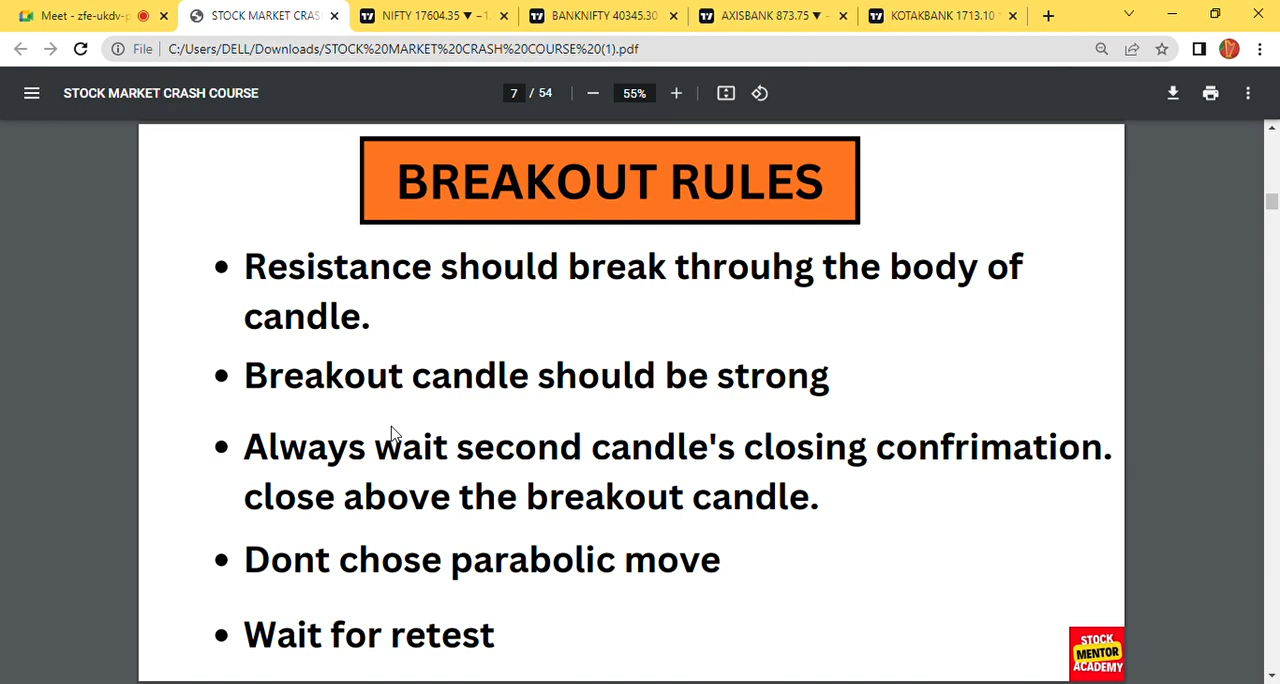 Meet - zfe-ukdv-p
STOCK MARKET CRAS
NIFTY 17604.35 ▼ −1.
BANKNIFTY 40345.30
AXISBANK 873.75 ▼ -
KOTAKBANK 1713.10
File C:/Users/DELL/Downloads/STOCK%20MARKET%20CRASH%20COURSE%20(1).pdf
STOCK MARKET CRASH COURSE
7 / 54
55%
BREAKOUT RULES
• Resistance should break throuhg the body of
candle.
• Breakout candle should be strong
• Always wait second candle's closing confrimation.
close above the breakout candle.
• Dont chose parabolic move
• Wait for retest
STOCK
MENTOR
ACADEMY